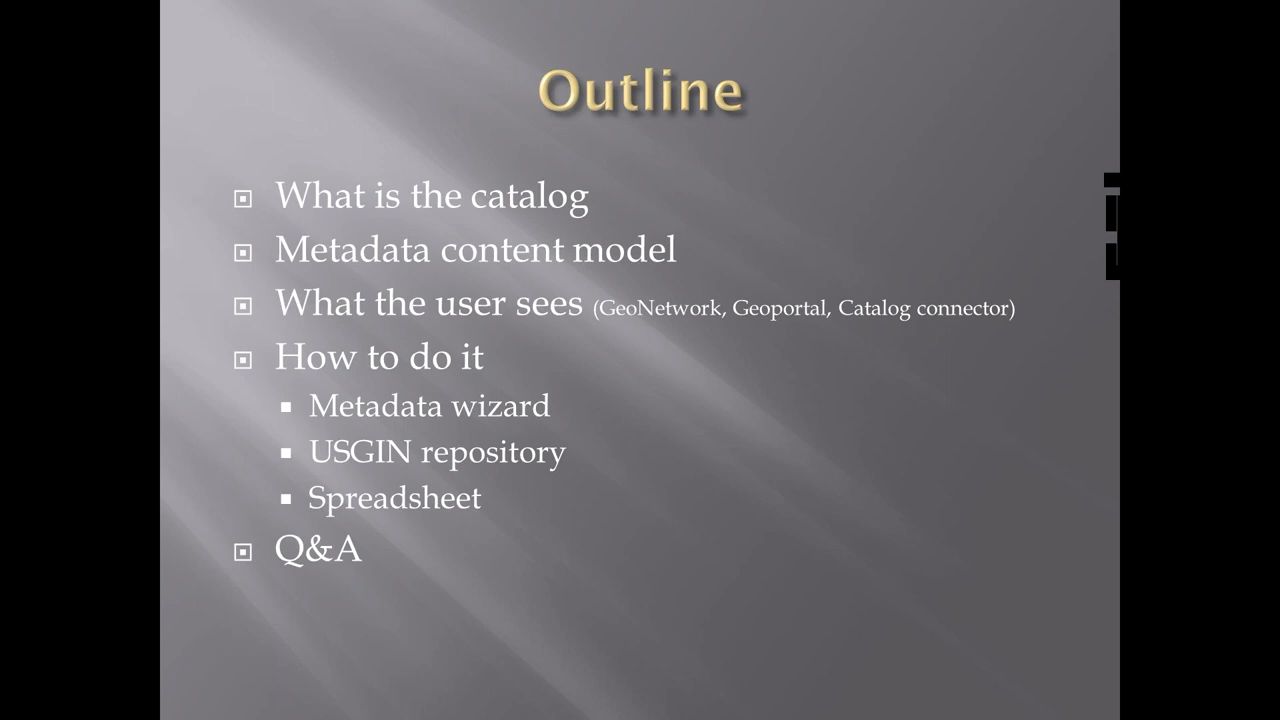 Outline
What is the catalog
Metadata content model
What the user sees (GeoNetwork, Geoportal, Catalog connector)
How to do it
Metadata wizard
USGIN repository
Spreadsheet
Q&A